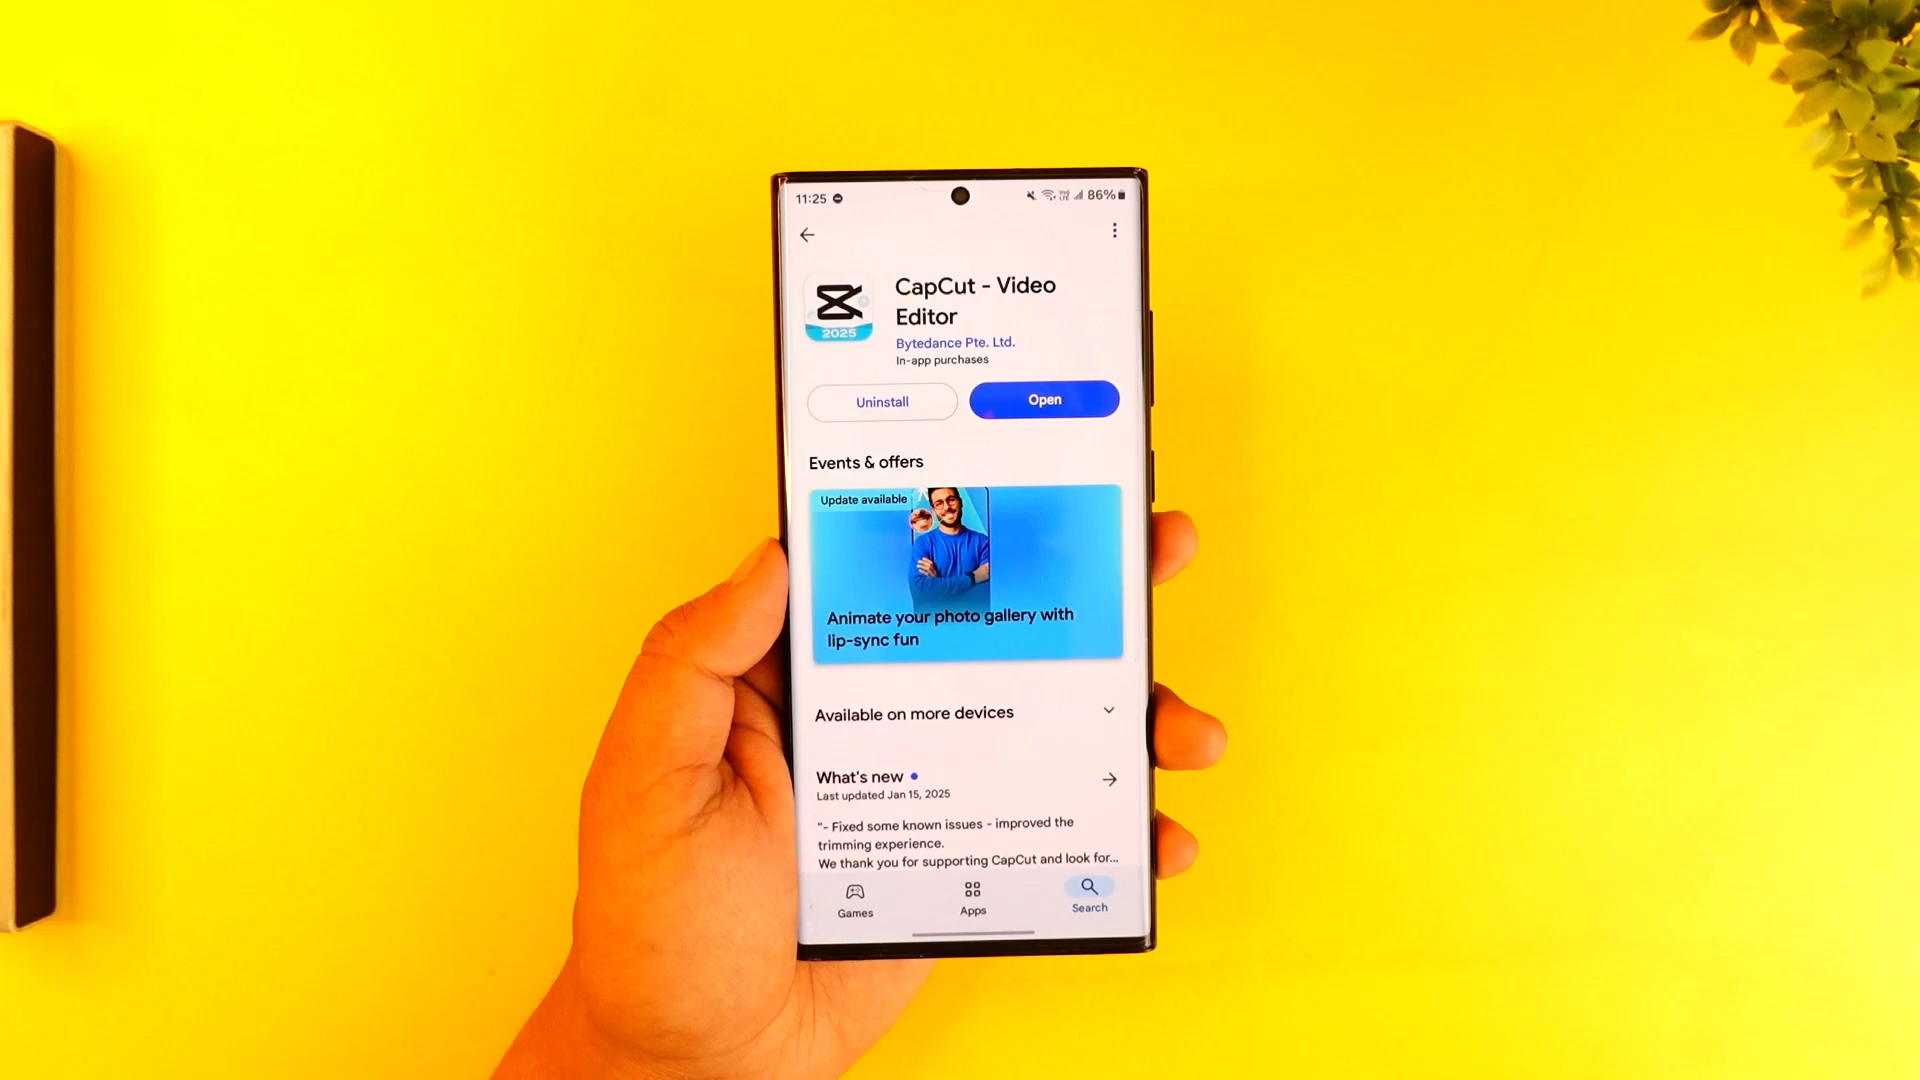 11:25
86%
CapCut - Video
Editor
2025
Bytedance Pte. Ltd.
In-app purchases
Uninstall
Open
Events & offers
Update available
Animate your photo gallery with
lip-sync fun
Available on more devices
What's new
Last updated Jan 15, 2025
"- Fixed some known issues - improved the
trimming experience.
We thank you for supporting CapCut and look for...
Games
Apps
Search